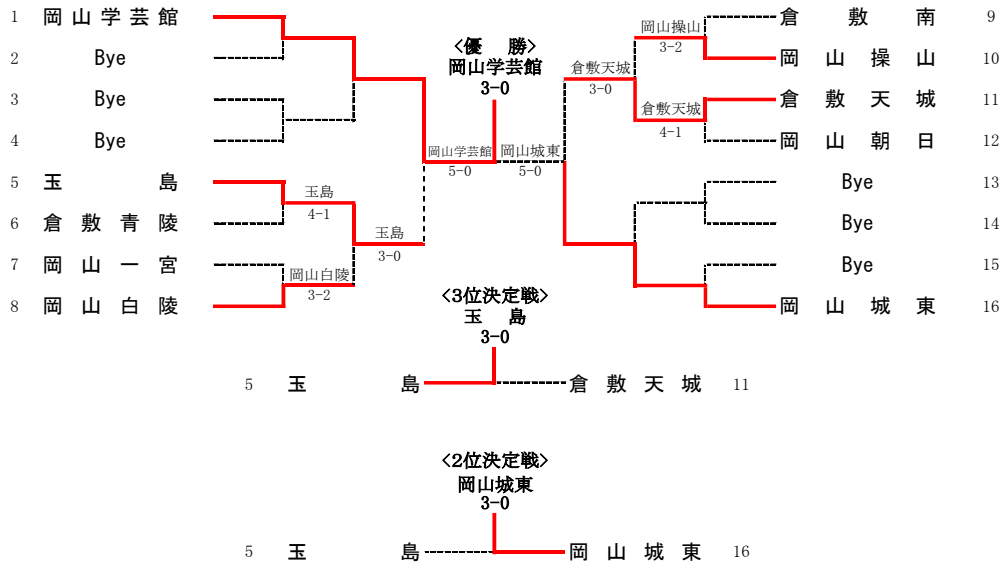 1 岡山学芸館
2 Bye
3 Bye
4 Bye
5 玉島
6 倉敷青陵
7 岡山一宮
8 岡山白陵
玉島
4-1
岡山白陵
3-2
玉島
3-0
岡山学芸館
5-0
<優 勝>
岡山学芸館
3-0
岡山城東
5-0
倉敷天城
3-0
岡山操山
3-2
倉敷天城
4-1
倉敷南 9
岡山操山 10
倉敷天城 11
岡山朝日 12
Bye 13
Bye 14
Bye 15
岡山城東 16
<3位決定戦>
玉 島
3-0
5 玉島 倉敷天城 11
<2位決定戦>
岡山城東
3-0
5 玉島 岡山城東 16